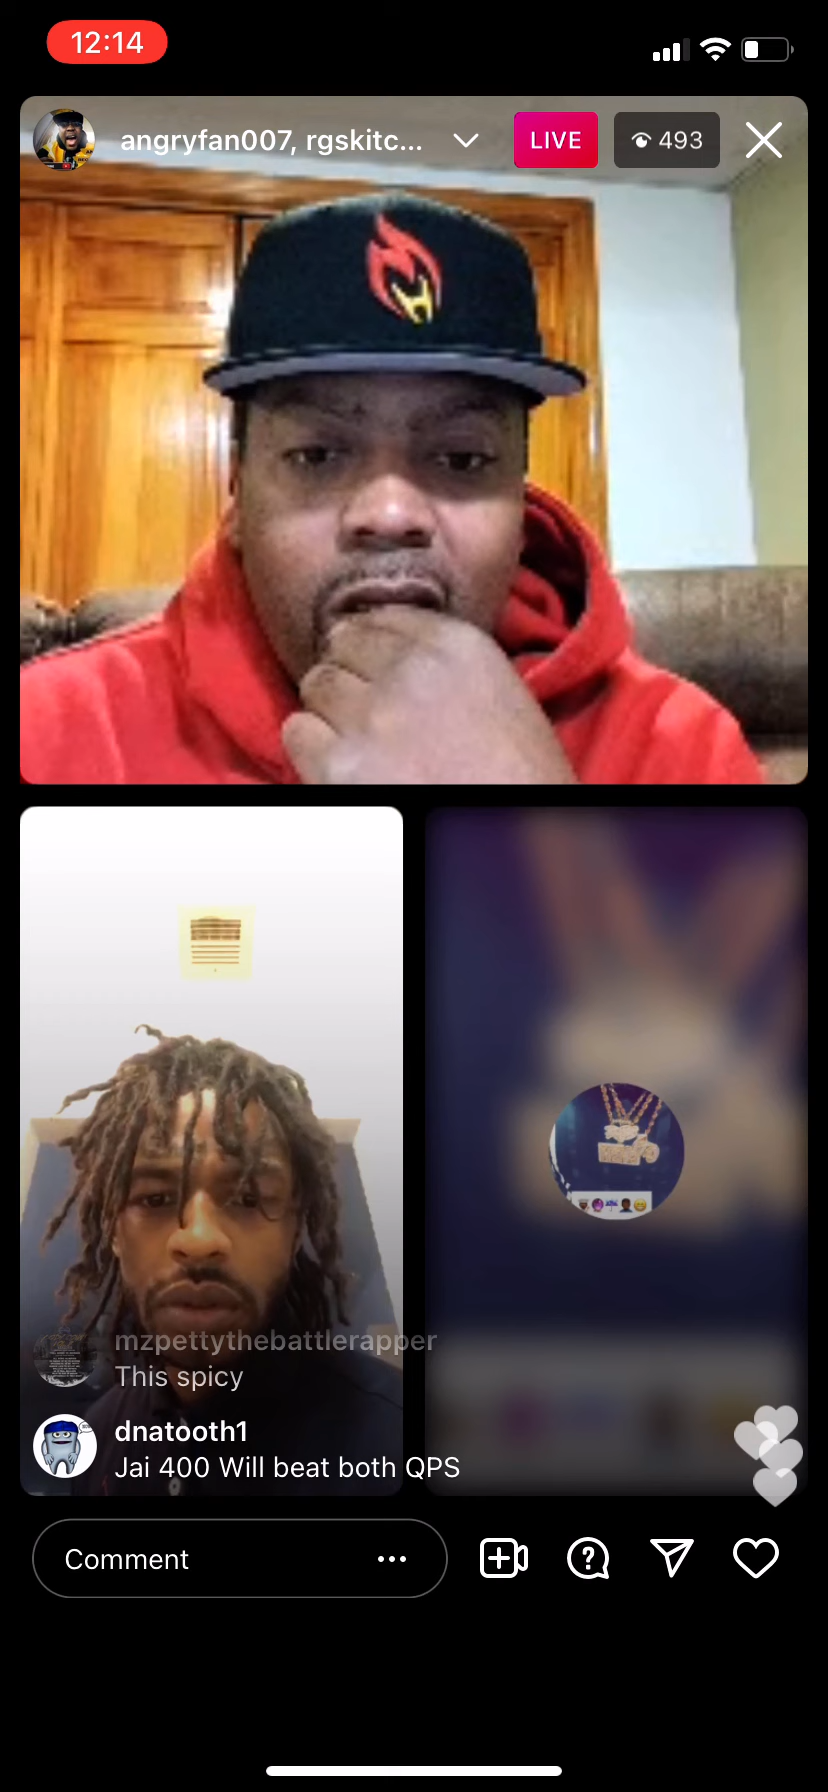 12:14
angryfan007, rgskitc...
LIVE
493
mzpettythebattlerapper
This spicy
dnatooth1
Jai 400 Will beat both QPS
Comment